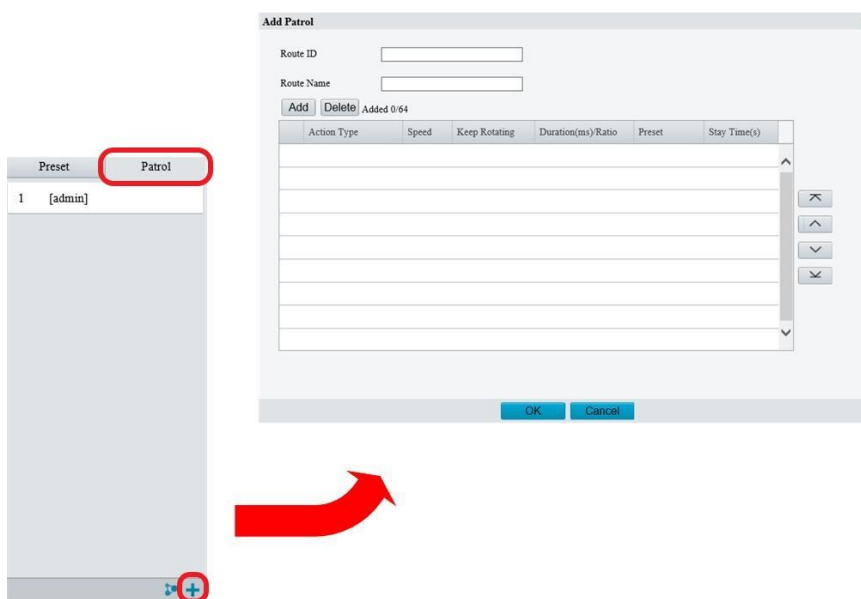 Add Patrol
Route ID
Route Name
Add Delete Added 0/64
Action Type Speed Keep Rotating Duration(ms)/Ratio Preset Stay Time(s)
Preset Patrol
1 [admin]
OK Cancel